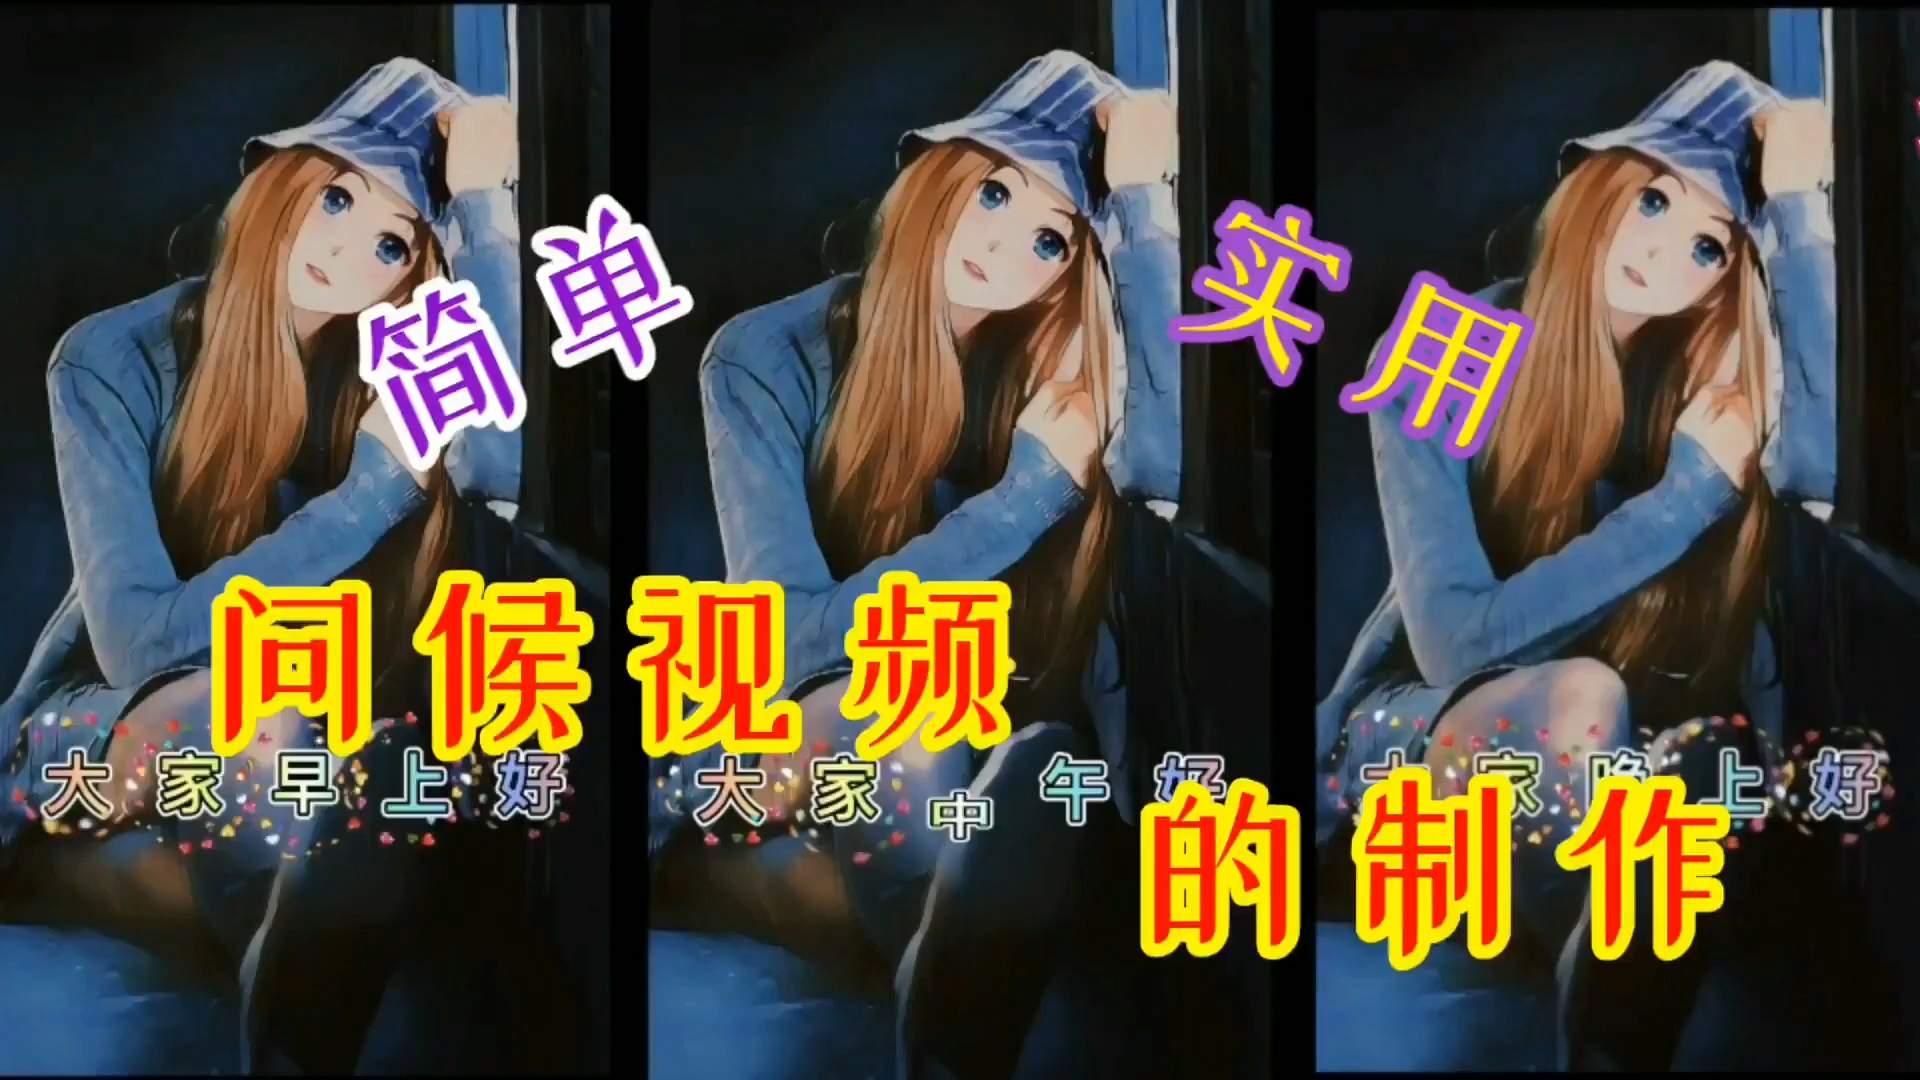 简单
实用
问候视频
大家早上好
大家中午好
大家晚上好
的制作